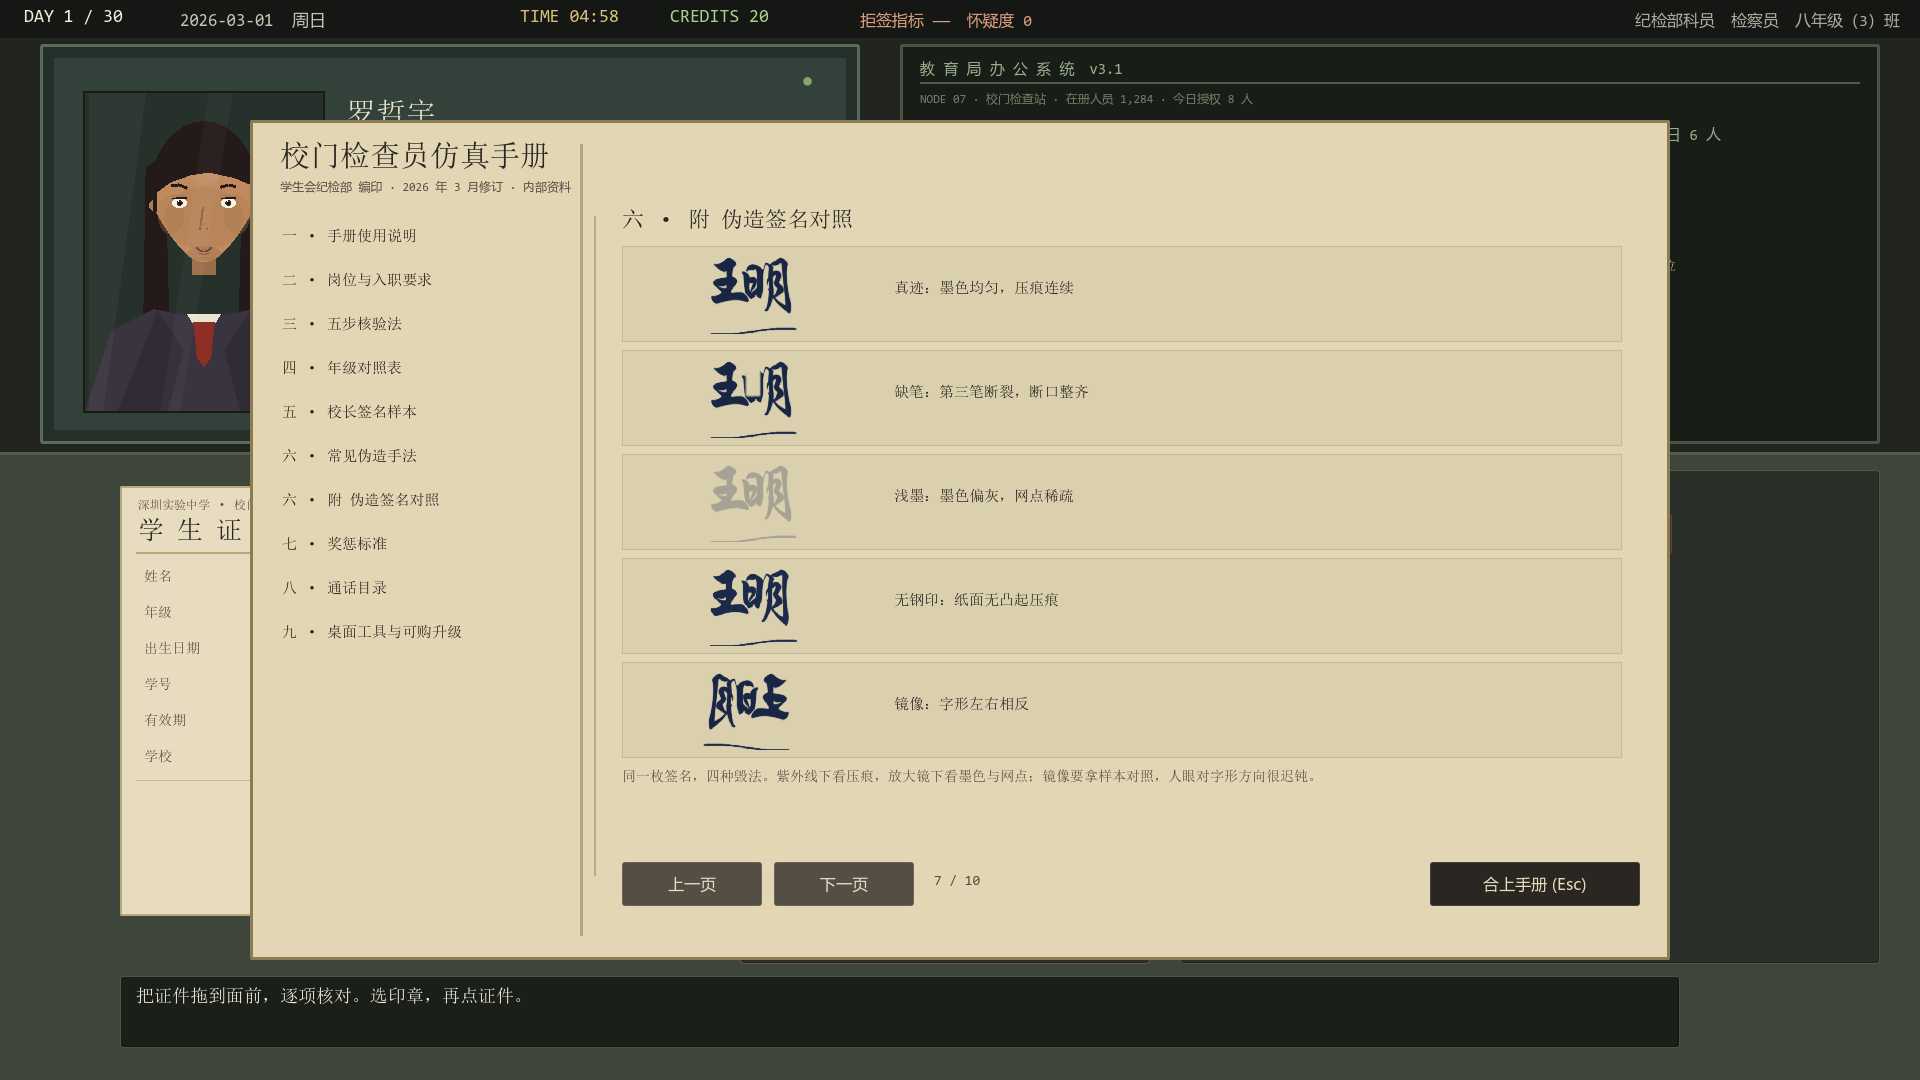 DAY 1 / 30
2026-03-01 周日
TIME 04:58
CREDITS 20
拒签指标 —— 怀疑度 0
纪检部科员 检察员 八年级（3）班
罗哲宇
教育局办公系统 v3.1
NODE 07 · 校门检查站 · 在册人员 1,284 · 今日授权 8 人
日 6 人
校门检查员仿真手册
学生会纪检部 编印 · 2026 年 3 月修订 · 内部资料
一 • 手册使用说明
二 • 岗位与入职要求
三 • 五步核验法
四 • 年级对照表
五 • 校长签名样本
六 • 常见伪造手法
六 • 附 伪造签名对照
七 • 奖惩标准
八 • 通话目录
九 • 桌面工具与可购升级
六 • 附 伪造签名对照
王明
真迹：墨色均匀，压痕连续
王明
缺笔：第三笔断裂，断口整齐
王明
浅墨：墨色偏灰，网点稀疏
王明
无钢印：纸面无凸起压痕
王明
镜像：字形左右相反
同一枚签名，四种毁法。紫外线下看压痕，放大镜下看墨色与网点；镜像要拿样本对照，人眼对字形方向很迟钝。
上一页
下一页
7 / 10
合上手册 (Esc)
深圳实验中学 • 校
学生证
姓名
年级
出生日期
学号
有效期
学校
把证件拖到面前，逐项核对。选印章，再点证件。